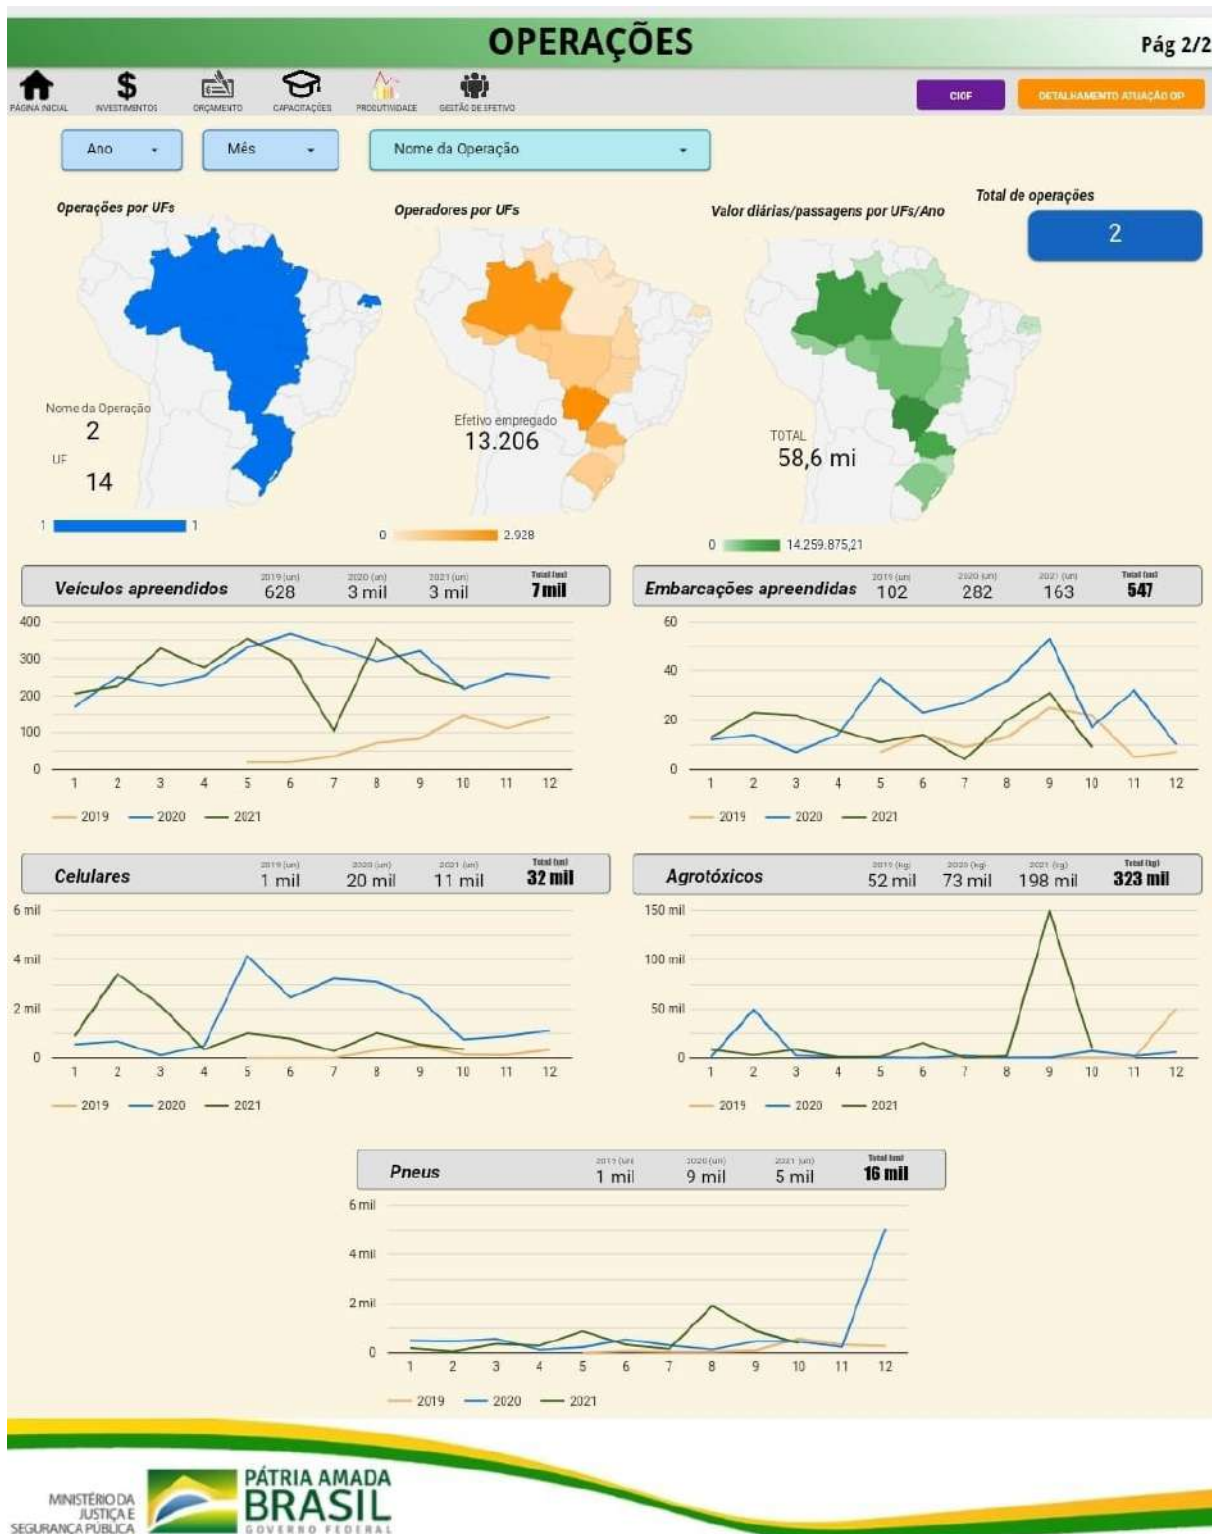 OPERAÇÕES
Pág 2/2
PÁGINA INICIAL
INVESTIMENTOS
ORÇAMENTO
CAPACITAÇÕES
PRODUTIVIDADE
GESTÃO DE EFETIVO
CIOF
DETALHAMENTO ATUAÇÃO OP
Ano
Mês
Nome da Operação
Operações por UFs
Operadores por UFs
Valor diárias/passagens por UFs/Ano
Total de operações
2
Nome da Operação
2
UF
14
1 1
Efetivo empregado
13.206
0 2.928
TOTAL
58,6 mi
0 14.259.875,21
Veículos apreendidos
2019 (un) 2020 (un) 2021 (un) Total (un)
628 3 mil 3 mil 7 mil
400
300
200
100
0
1 2 3 4 5 6 7 8 9 10 11 12
2019 2020 2021
Embarcações apreendidas
2019 (un) 2020 (un) 2021 (un) Total (un)
102 282 163 547
60
40
20
0
1 2 3 4 5 6 7 8 9 10 11 12
2019 2020 2021
Celulares
2019 (un) 2020 (un) 2021 (un) Total (un)
1 mil 20 mil 11 mil 32 mil
6 mil
4 mil
2 mil
0
1 2 3 4 5 6 7 8 9 10 11 12
2019 2020 2021
Agrotóxicos
2019 (kg) 2020 (kg) 2021 (kg) Total (kg)
52 mil 73 mil 198 mil 323 mil
150 mil
100 mil
50 mil
0
1 2 3 4 5 6 7 8 9 10 11 12
2019 2020 2021
Pneus
2019 (un) 2020 (un) 2021 (un) Total (un)
1 mil 9 mil 5 mil 16 mil
6 mil
4 mil
2 mil
0
1 2 3 4 5 6 7 8 9 10 11 12
2019 2020 2021
MINISTÉRIO DA
JUSTIÇA E
SEGURANÇA PÚBLICA
PÁTRIA AMADA
BRASIL
GOVERNO FEDERAL